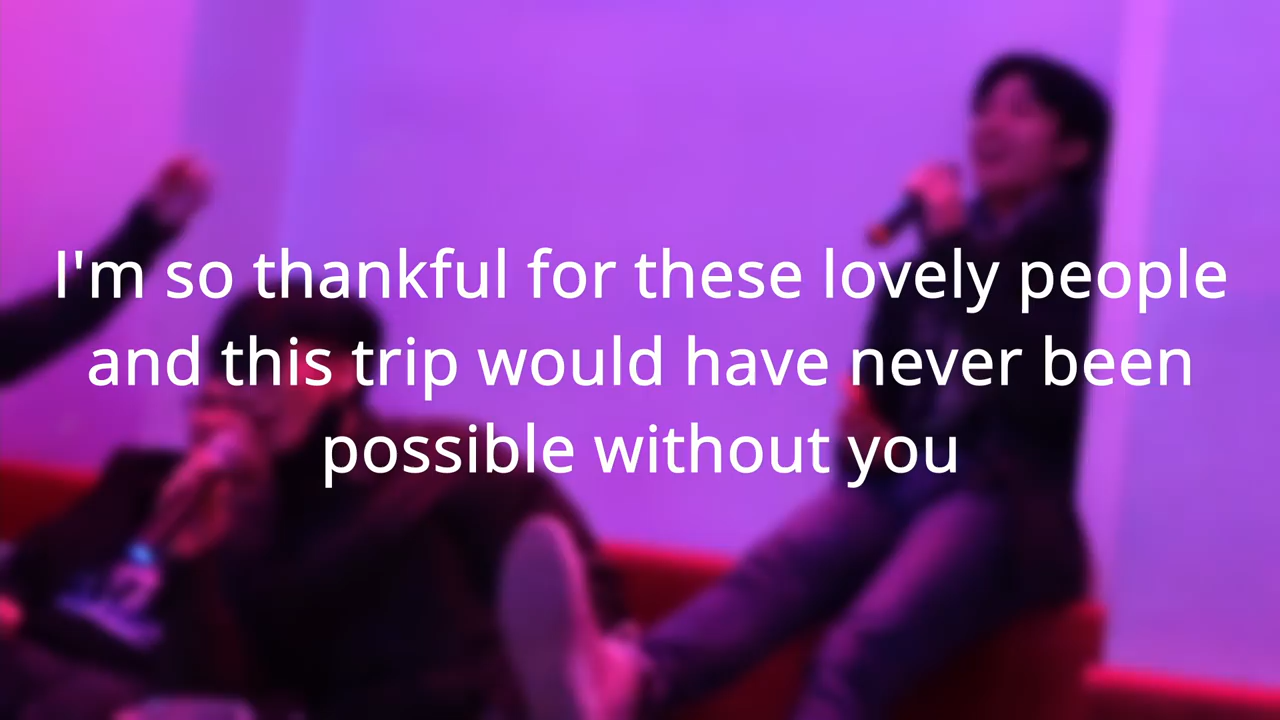 I'm so thankful for these lovely people
and this trip would have never been
possible without you